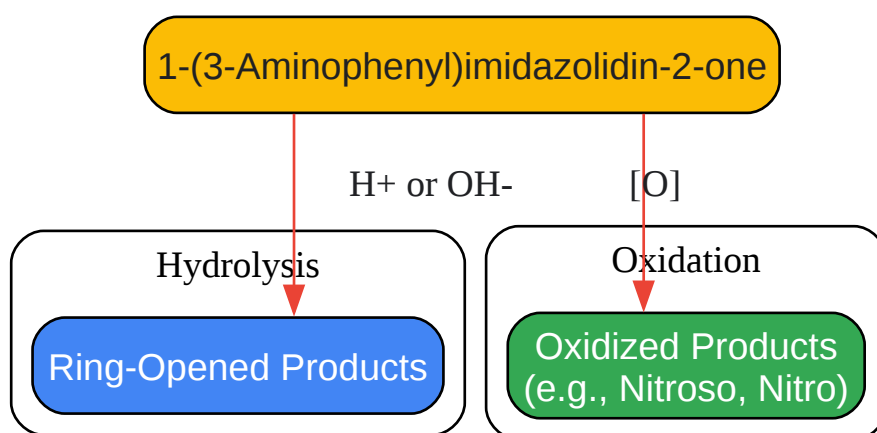 1-(3-Aminophenyl)imidazolidin-2-one
H+ or OH-
[O]
Hydrolysis
Oxidation
Ring-Opened Products
Oxidized Products
(e.g., Nitroso, Nitro)